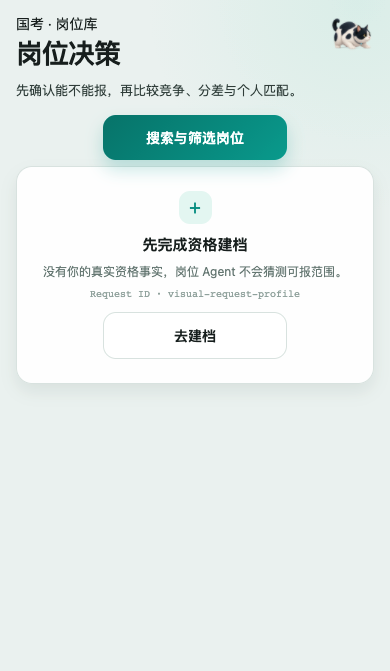 国考 · 岗位库
岗位决策
先确认能不能报，再比较竞争、分差与个人匹配。
搜索与筛选岗位
+
先完成资格建档
没有你的真实资格事实，岗位 Agent 不会猜测可报范围。
Request ID · visual-request-profile
去建档